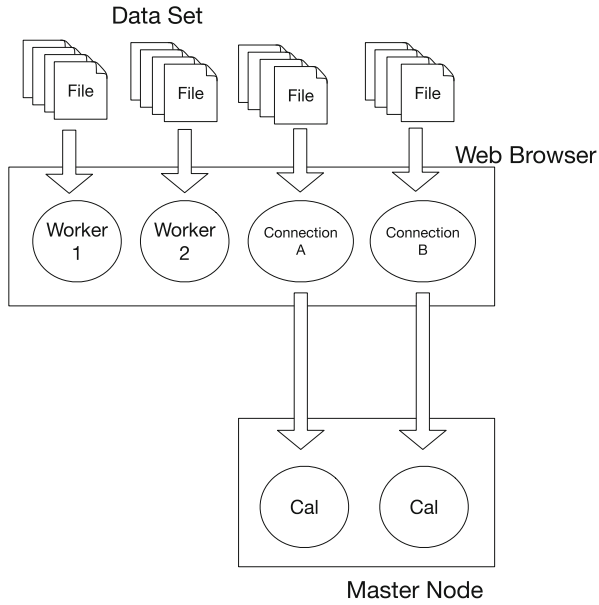 Data Set
File
File
File
File
Web Browser
Worker
1
Worker
2
Connection
A
Connection
B
Cal
Cal
Master Node